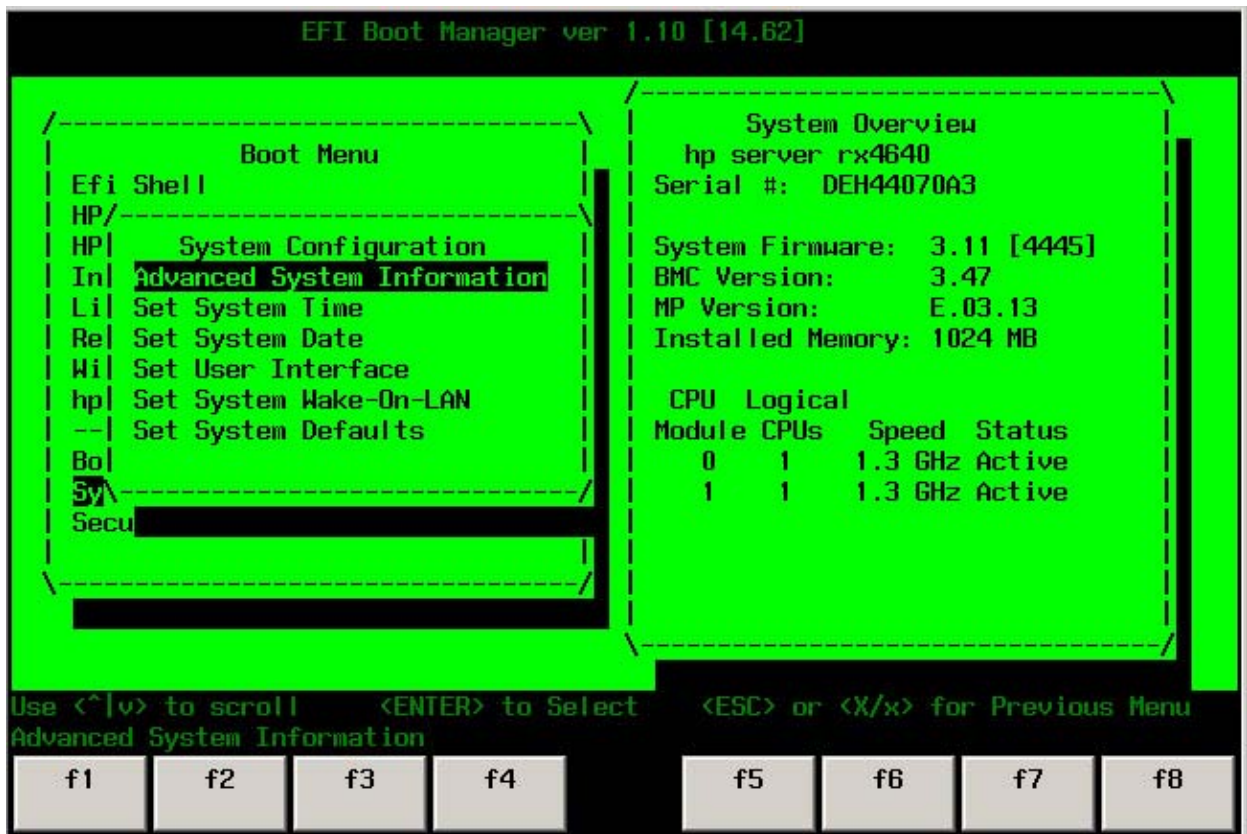 EFI Boot Manager ver 1.10 [14.62]
Boot Menu
Efi Shell
HP
HP
In
Li
Re
Wi
hp
--
Bo
Sy
Secu
System Configuration
Advanced System Information
Set System Time
Set System Date
Set User Interface
Set System Wake-On-LAN
Set System Defaults
System Overview
hp server rx4640
Serial #: DEH44070A3
System Firmware: 3.11 [4445]
BMC Version: 3.47
MP Version: E.03.13
Installed Memory: 1024 MB
CPU Logical
Module CPUs Speed Status
0 1 1.3 GHz Active
1 1 1.3 GHz Active
Use <^|v> to scroll <ENTER> to Select <ESC> or <X/x> for Previous Menu
Advanced System Information
f1 f2 f3 f4 f5 f6 f7 f8